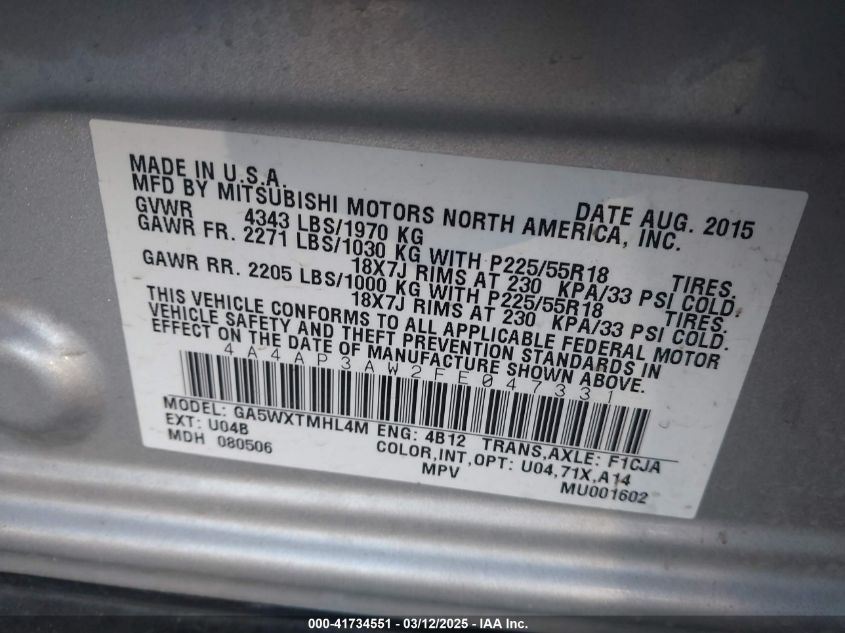 MADE IN U.S.A. DATE AUG. 2015
MFD BY MITSUBISHI MOTORS NORTH AMERICA, INC.
GVWR 4343 LBS/1970 KG
GAWR FR. 2271 LBS/1030 KG WITH P225/55R18 TIRES.
18X7J RIMS AT 230 KPA/33 PSI COLD.
GAWR RR. 2205 LBS/1000 KG WITH P225/55R18 TIRES.
18X7J RIMS AT 230 KPA/33 PSI COLD.
THIS VEHICLE CONFORMS TO ALL APPLICABLE FEDERAL MOTOR
VEHICLE SAFETY AND THEFT PREVENTION STANDARDS IN
EFFECT ON THE DATE OF MANUFACTURE SHOWN ABOVE.
4A4AP3AW2FE047331
MODEL: GA5WXTMHL4M ENG: 4B12 TRANS,AXLE: F1CJA
EXT: U04B COLOR,INT,OPT: U04,71X,A14
MDH 080506 MPV MU001602
000-41734551 - 03/12/2025 - IAA Inc.